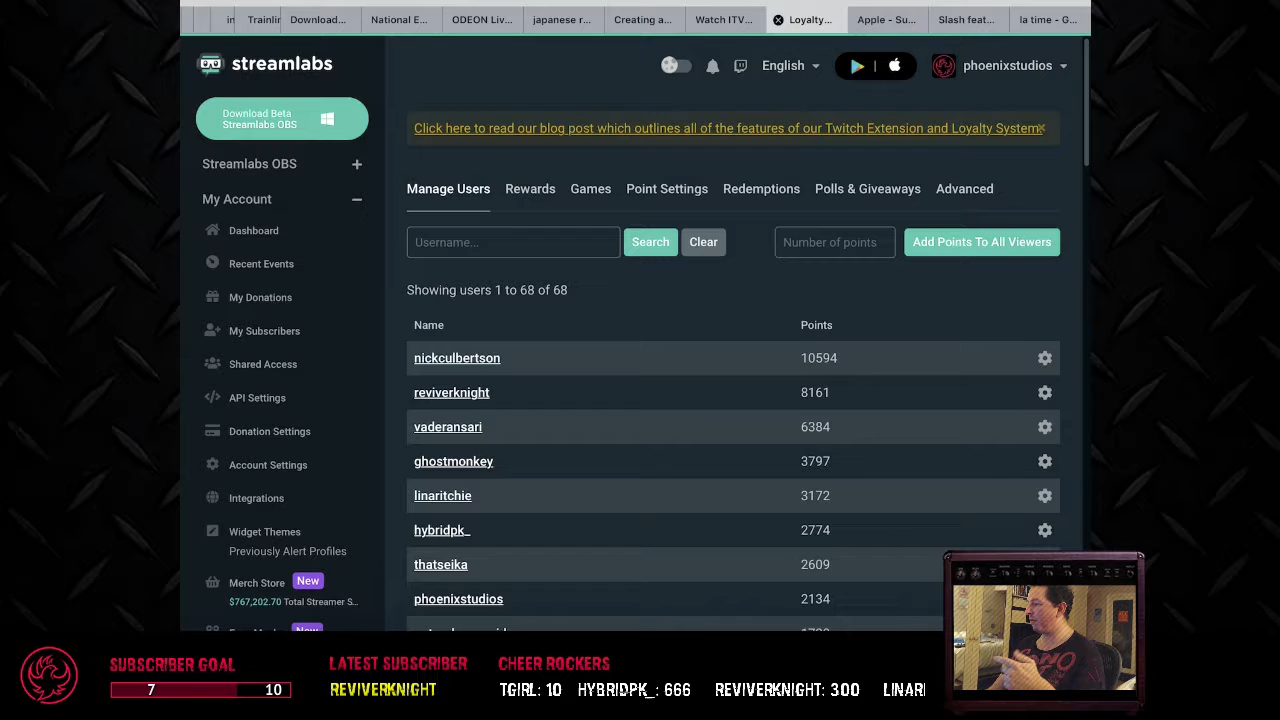 in
Trainlin
Download...
National E...
ODEON Liv...
japanese r...
Creating a...
Watch ITV...
Loyalty...
Apple - Su...
Slash feat...
la time - G...
streamlabs
English
phoenixstudios
Download Beta
Streamlabs OBS
Click here to read our blog post which outlines all of the features of our Twitch Extension and Loyalty System.
Streamlabs OBS
My Account
Dashboard
Recent Events
My Donations
My Subscribers
Shared Access
API Settings
Donation Settings
Account Settings
Integrations
Widget Themes
Previously Alert Profiles
Merch Store New
$767,202.70 Total Streamer S...
New
Manage Users Rewards Games Point Settings Redemptions Polls & Giveaways Advanced
Username... Search Clear Number of points Add Points To All Viewers
Showing users 1 to 68 of 68
Name Points
nickculbertson 10594
reviverknight 8161
vaderansari 6384
ghostmonkey 3797
linaritchie 3172
hybridpk_ 2774
thatseika 2609
phoenixstudios 2134
SUBSCRIBER GOAL
7 10
LATEST SUBSCRIBER
REVIVERKNIGHT
CHEER ROCKERS
TGIRL: 10 HYBRIDPK_: 666 REVIVERKNIGHT: 300 LINARI